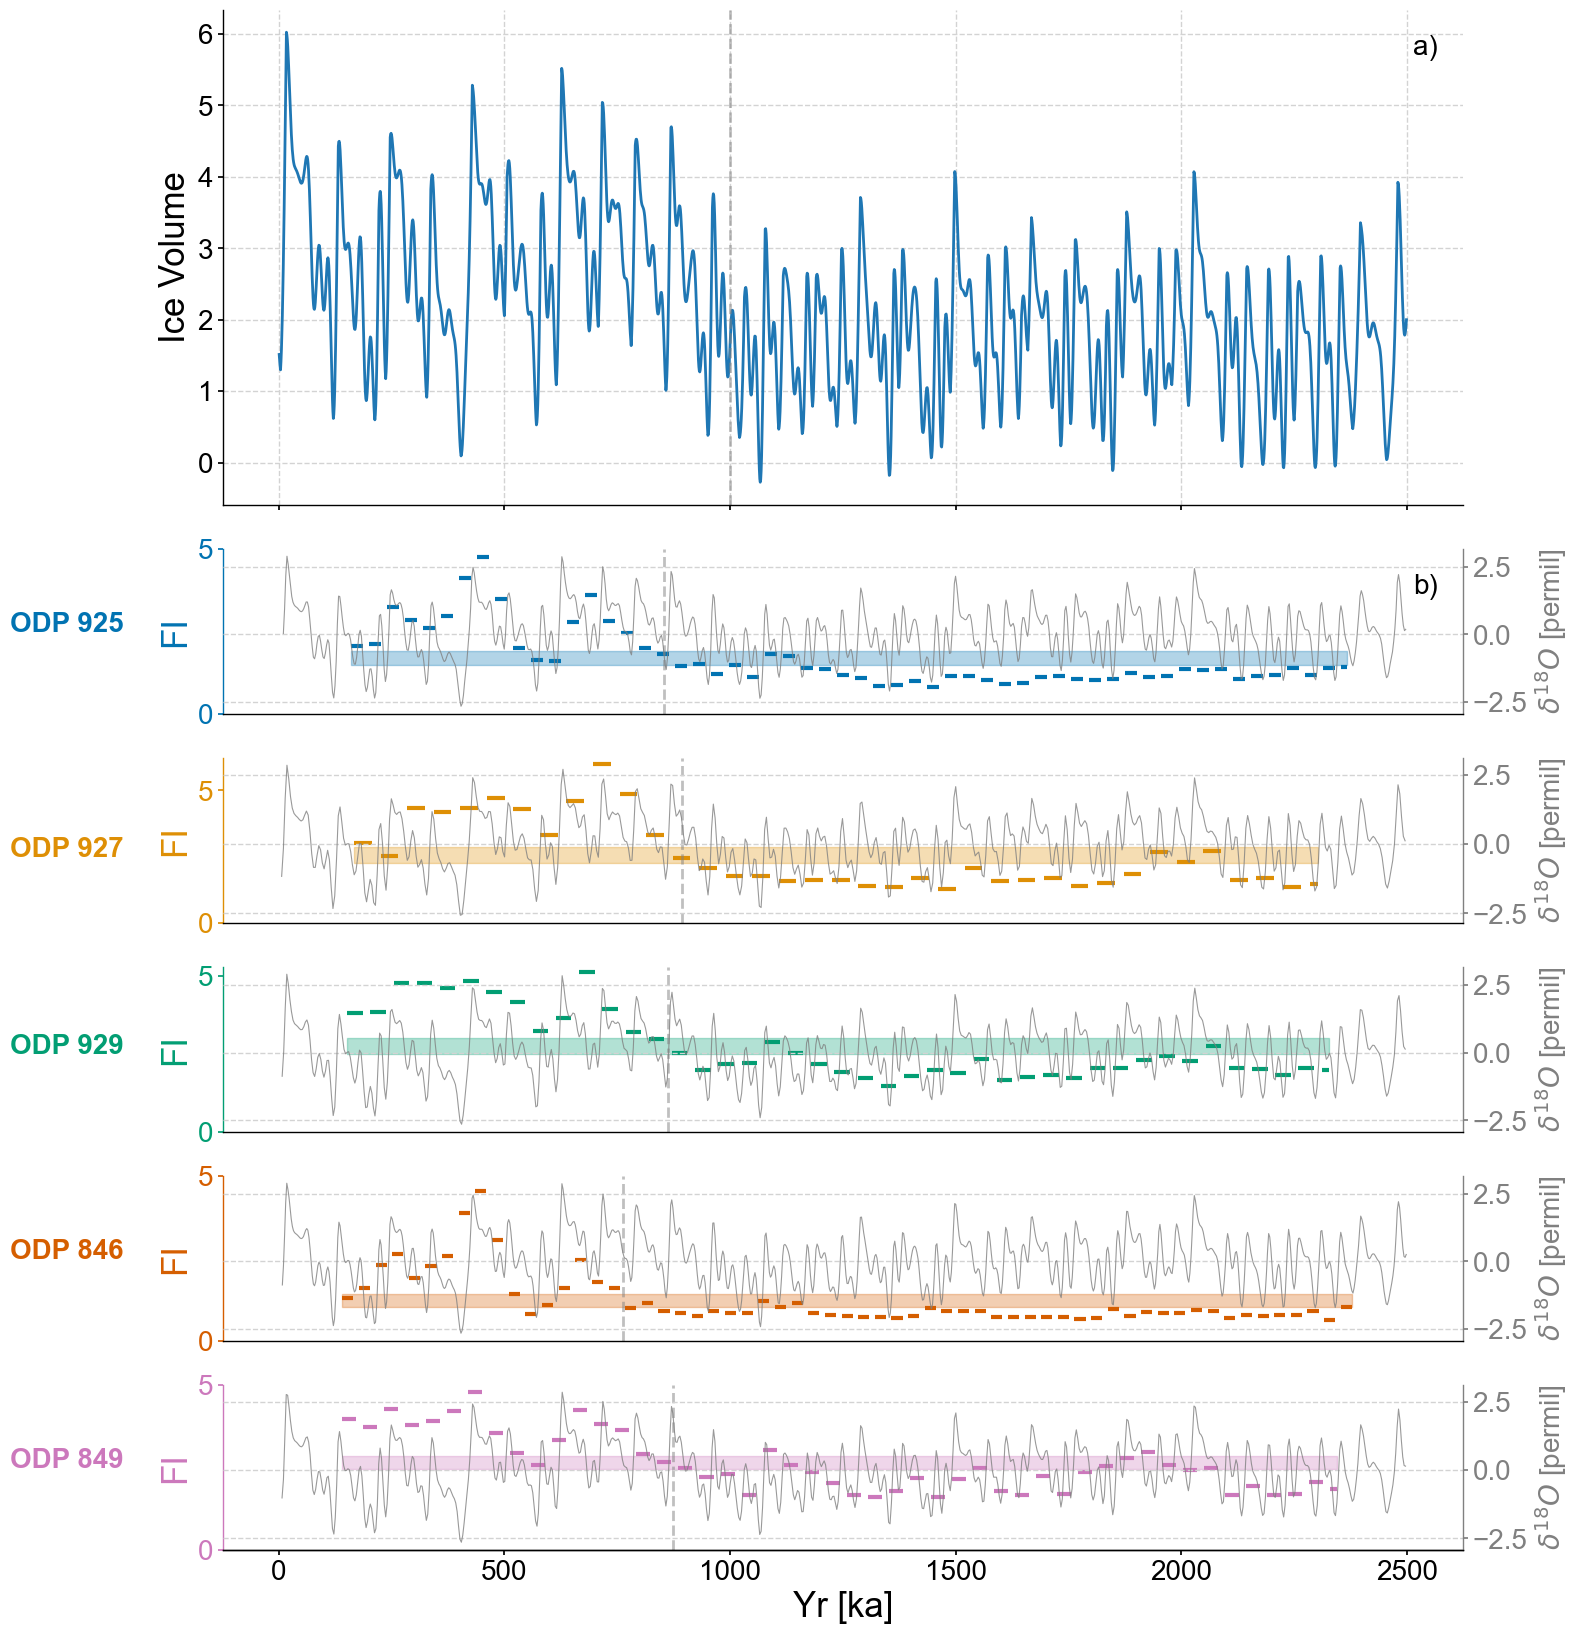 a)
6
5
4
3
2
1
0
Ice Volume
b)
ODP 925
FI
5
0
2.5
0.0
−2.5
δ¹⁸O [permil]
ODP 927
FI
5
0
2.5
0.0
−2.5
δ¹⁸O [permil]
ODP 929
FI
5
0
2.5
0.0
−2.5
δ¹⁸O [permil]
ODP 846
FI
5
0
2.5
0.0
−2.5
δ¹⁸O [permil]
ODP 849
FI
5
0
2.5
0.0
−2.5
δ¹⁸O [permil]
0 500 1000 1500 2000 2500
Yr [ka]